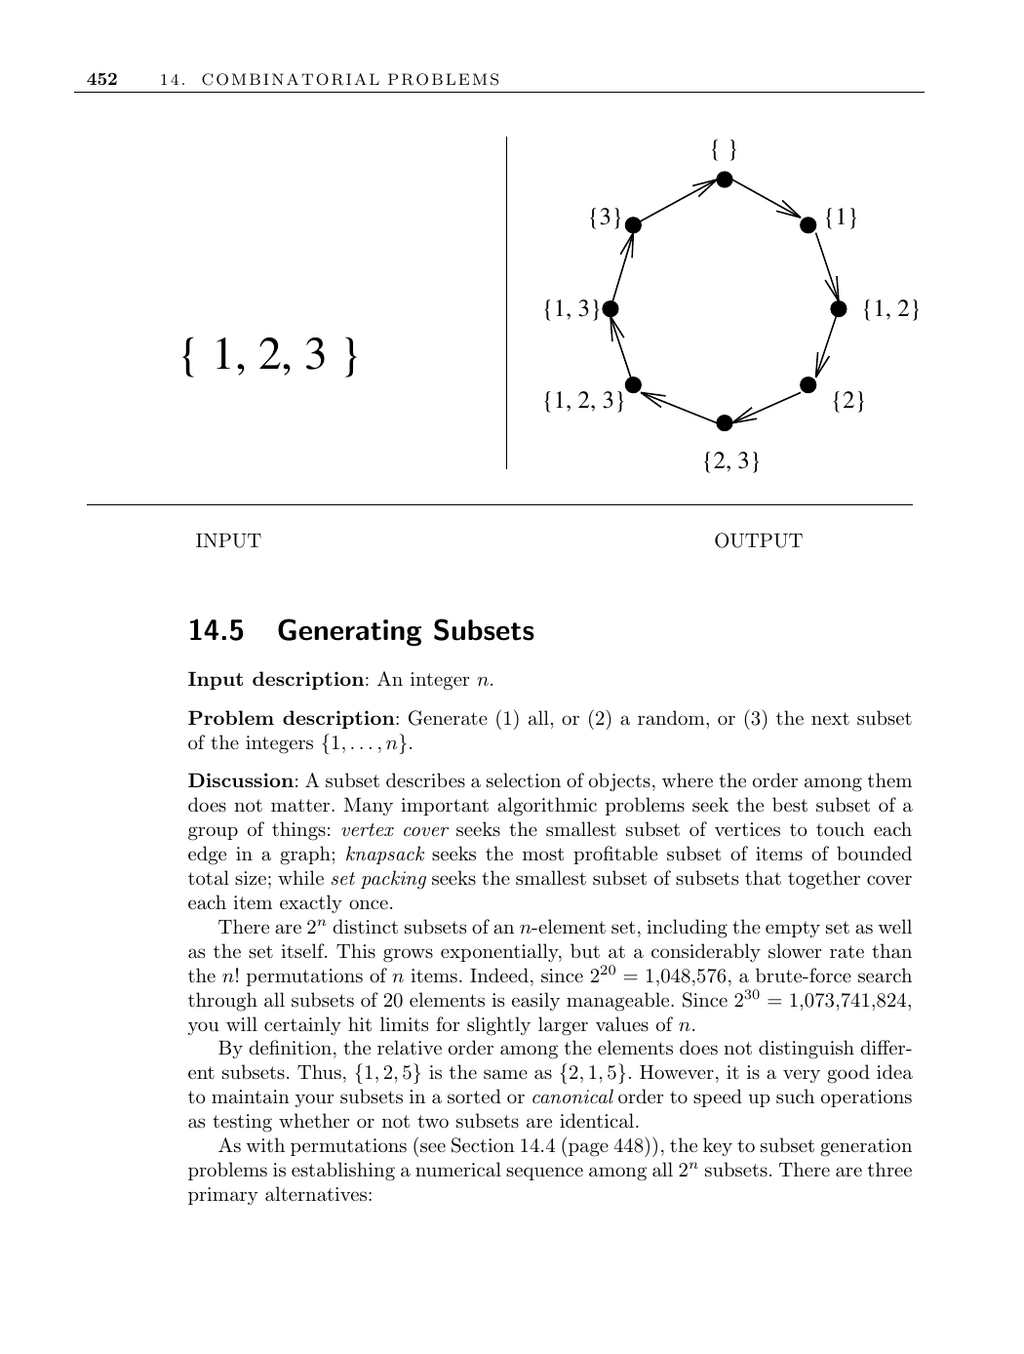 452 14. COMBINATORIAL PROBLEMS
{ }
{3}
{1}
{1, 3}
{1, 2}
{ 1, 2, 3 }
{1, 2, 3}
{2}
{2, 3}
INPUT
OUTPUT
14.5 Generating Subsets
Input description: An integer n.
Problem description: Generate (1) all, or (2) a random, or (3) the next subset
of the integers {1, . . . , n}.
Discussion: A subset describes a selection of objects, where the order among them
does not matter. Many important algorithmic problems seek the best subset of a
group of things: vertex cover seeks the smallest subset of vertices to touch each
edge in a graph; knapsack seeks the most profitable subset of items of bounded
total size; while set packing seeks the smallest subset of subsets that together cover
each item exactly once.
There are 2ⁿ distinct subsets of an n-element set, including the empty set as well
as the set itself. This grows exponentially, but at a considerably slower rate than
the n! permutations of n items. Indeed, since 2²⁰ = 1,048,576, a brute-force search
through all subsets of 20 elements is easily manageable. Since 2³⁰ = 1,073,741,824,
you will certainly hit limits for slightly larger values of n.
By definition, the relative order among the elements does not distinguish differ-
ent subsets. Thus, {1, 2, 5} is the same as {2, 1, 5}. However, it is a very good idea
to maintain your subsets in a sorted or canonical order to speed up such operations
as testing whether or not two subsets are identical.
As with permutations (see Section 14.4 (page 448)), the key to subset generation
problems is establishing a numerical sequence among all 2ⁿ subsets. There are three
primary alternatives: